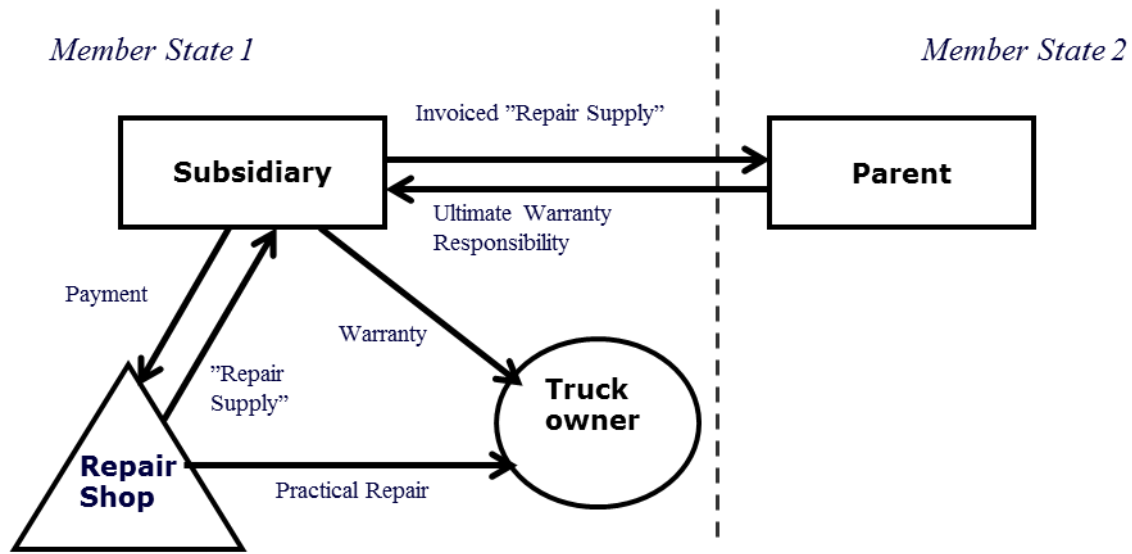 Member State 1
Member State 2
Invoiced ”Repair Supply”
Subsidiary
Parent
Ultimate Warranty
Responsibility
Payment
Warranty
”Repair
Supply”
Truck
owner
Repair
Shop
Practical Repair